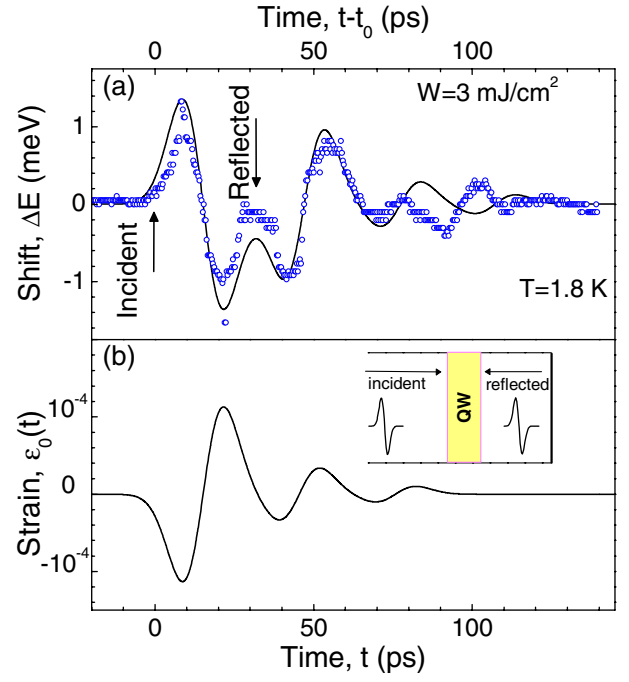 Time, t-t₀ (ps)
0 50 100
(a)
W=3 mJ/cm²
Shift, ΔE (meV)
1
0
-1
Incident
Reflected
T=1.8 K
(b)
Strain, ε₀(t)
10⁻⁴
0
-10⁻⁴
incident
QW
reflected
0 50 100
Time, t (ps)